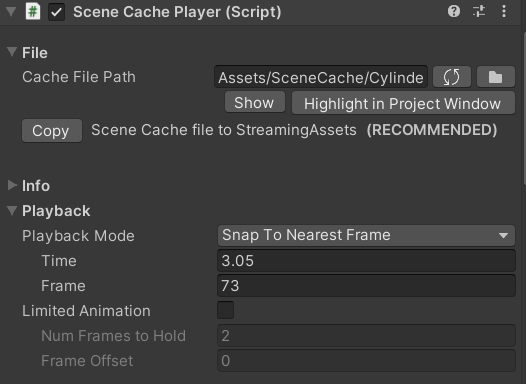 # Scene Cache Player (Script)
File
Cache File Path Assets/SceneCache/Cylinde
Show Highlight in Project Window
Copy Scene Cache file to StreamingAssets (RECOMMENDED)
Info
Playback
Playback Mode Snap To Nearest Frame
Time 3.05
Frame 73
Limited Animation
Num Frames to Hold 2
Frame Offset 0